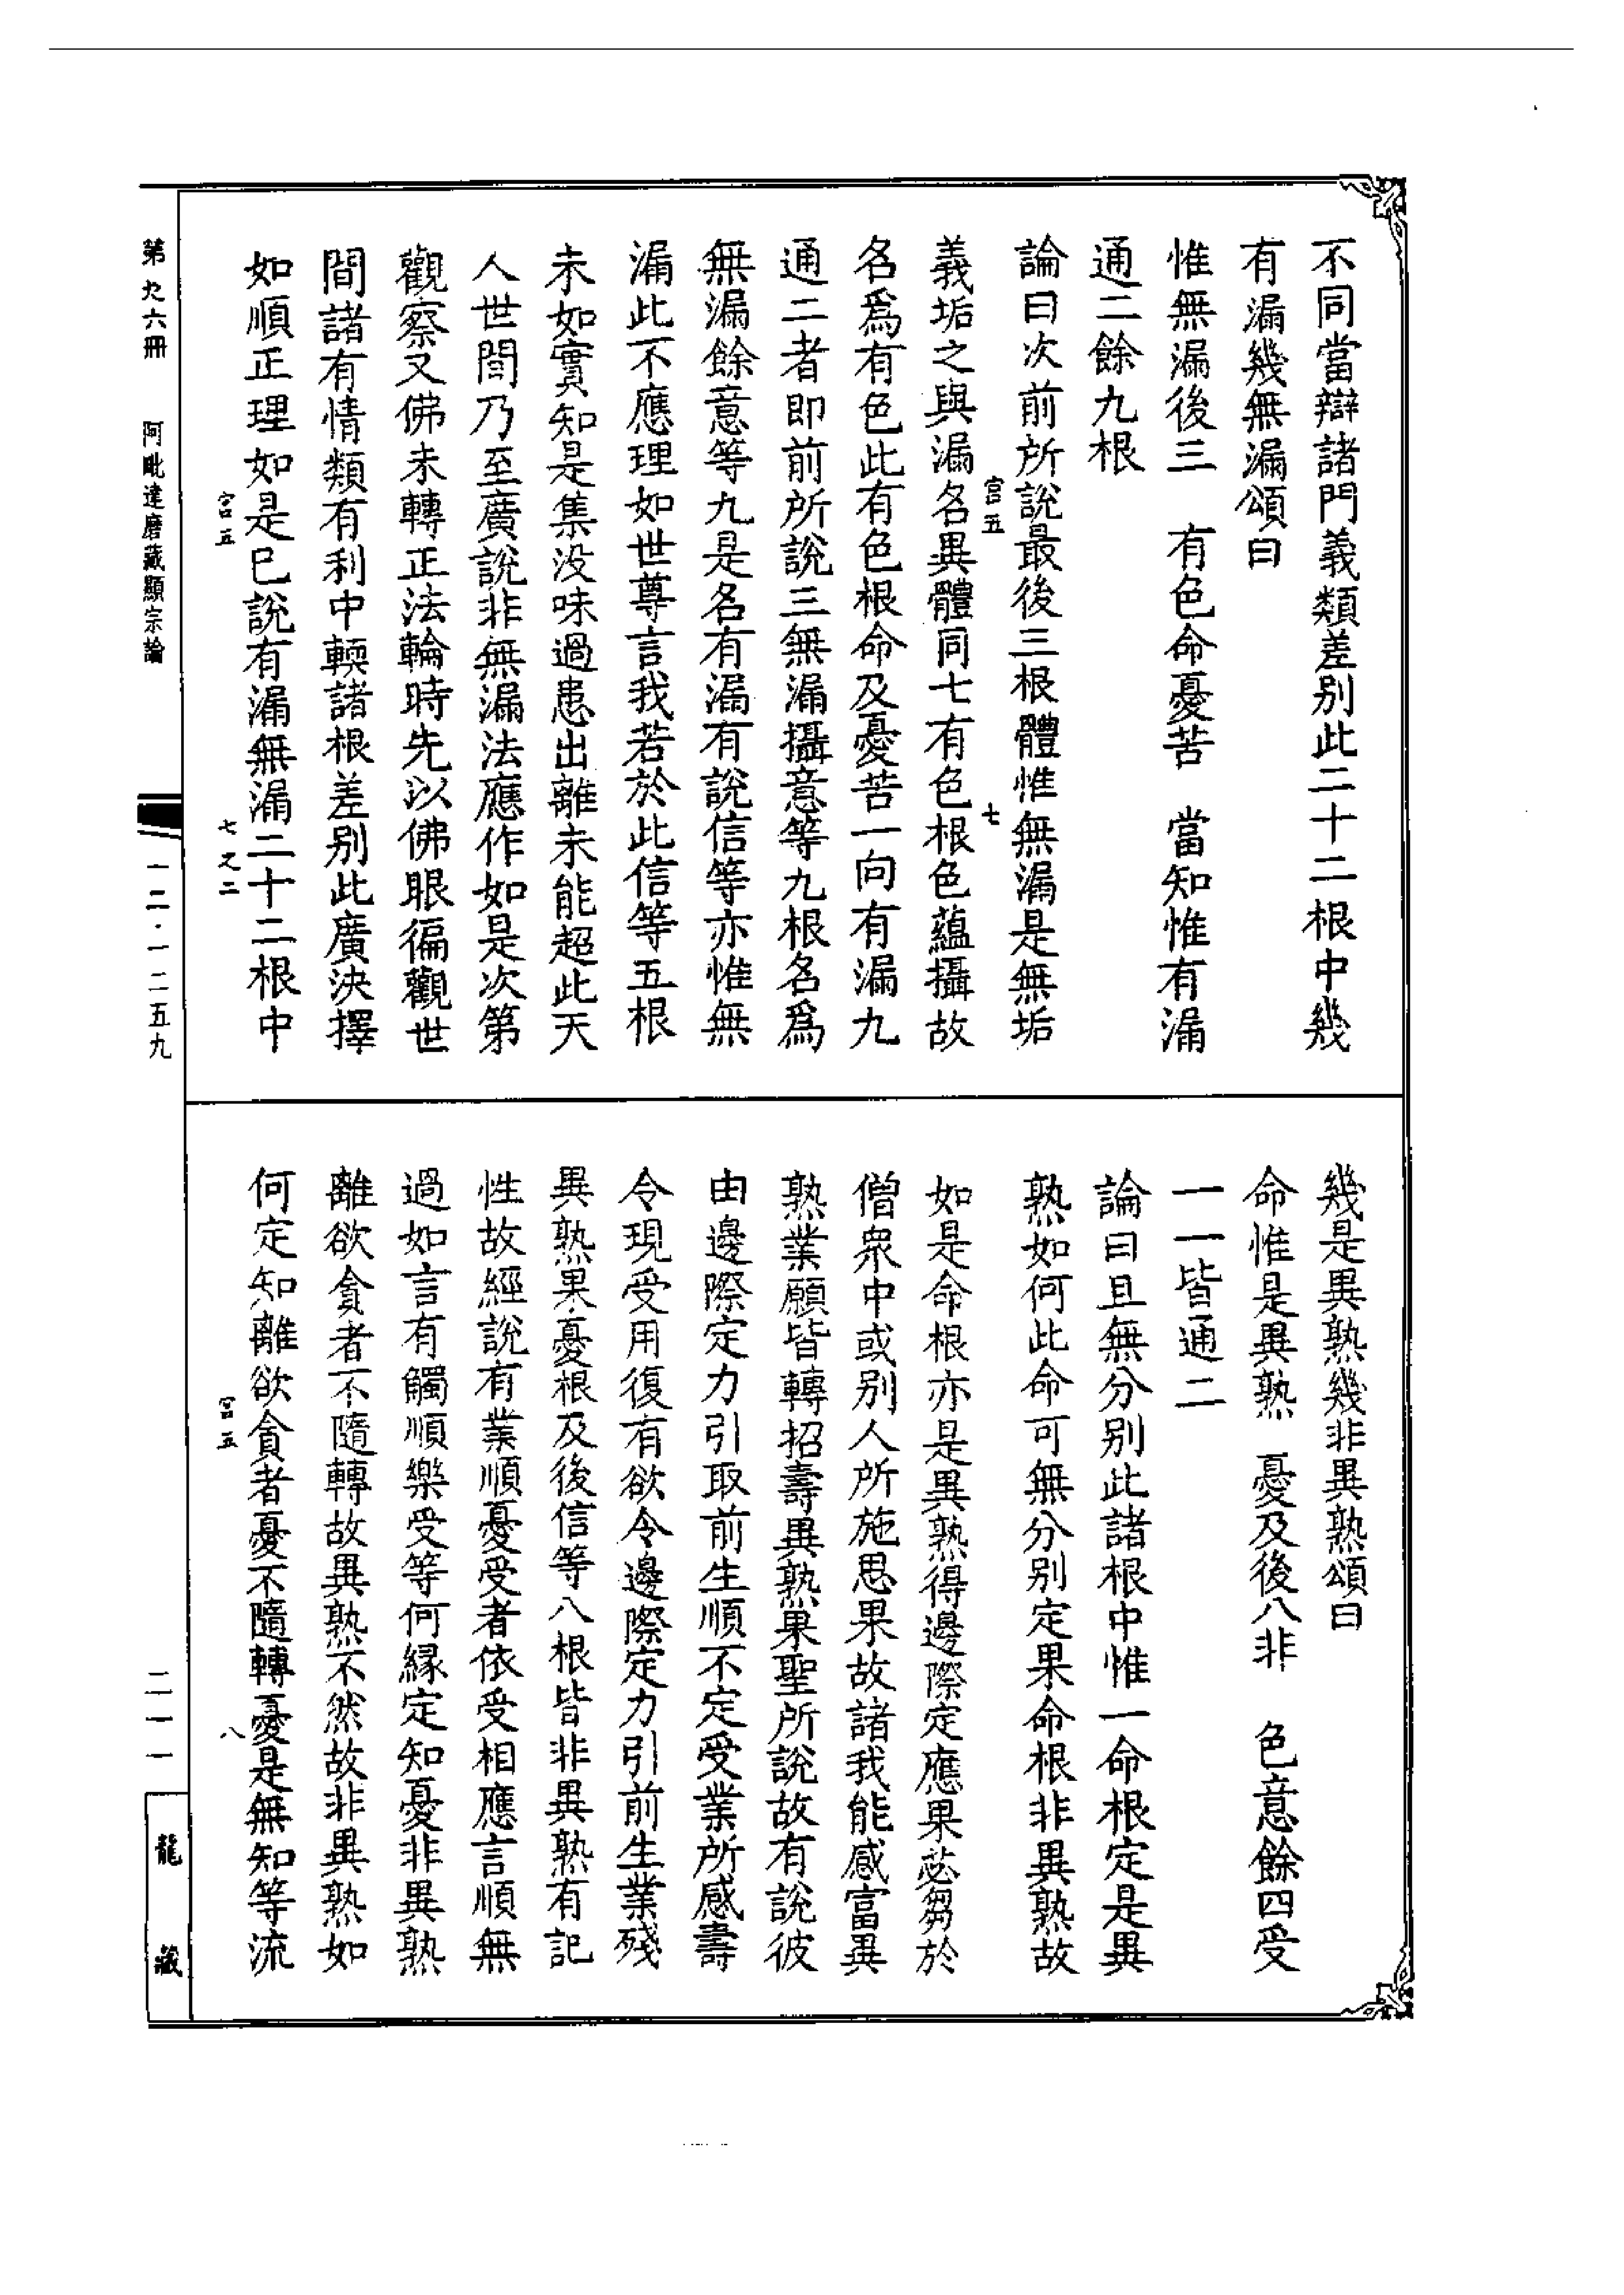 不同當辯諸門義類差别此二十二根中幾
有漏幾無漏頌曰
惟無漏後三　有色命憂苦　當知惟有漏
通二餘九根
論曰次前所說最後三根體惟無漏是無垢
宫五　七
義垢之與漏名異體同七有色根色蘊攝故
名爲有色此有色根命及憂苦一向有漏九
通二者即前所說三無漏攝意等九根名爲
無漏餘意等九是名有漏有說信等亦惟無
漏此不應理如世尊言我若於此信等五根
未如實知是集没味過患出離未能超此天
人世間乃至廣說非無漏法應作如是次第
觀察又佛未轉正法輪時先以佛眼徧觀世
間諸有情類有利中輭諸根差别此廣決擇
如順正理如是已說有漏無漏二十二根中
宫五　七之二
幾是異熟幾非異熟頌曰
命惟是異熟　憂及後八非　色意餘四受
一一皆通二
論曰且無分别此諸根中惟一命根定是異
熟如何此命可無分别定果命根非異熟故
如是命根亦是異熟得邊際定應果苾芻於
僧衆中或别人所施思果故諸我能感富異
熟業願皆轉招壽異熟果聖所說故有說彼
由邊際定力引取前生順不定受業所感壽
令現受用復有欲令邊際定力引前生業殘
異熟果憂根及後信等八根皆非異熟有記
性故經說有業順憂受者依受相應言順無
過如言有觸順樂受等何縁定知憂非異熟
離欲貪者不隨轉故異熟不然故非異熟如
何定知離欲貪者憂不隨轉憂是無知等流
宫五　八
第九六冊　阿毗達磨藏顯宗論
一二·一二五九
二一一
龍藏